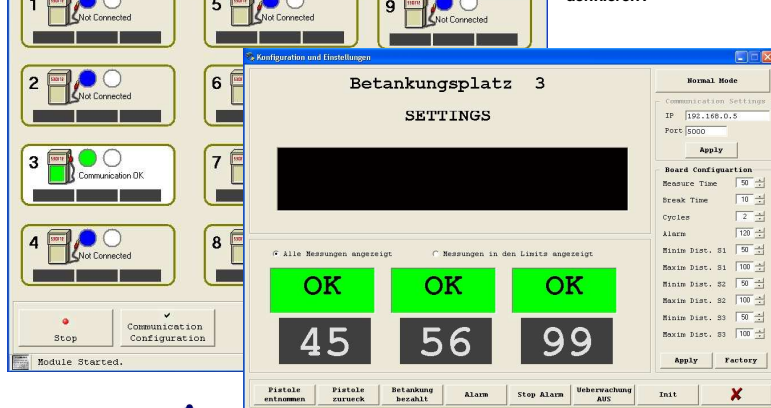 1
Not Connected
5
Not Connected
9
Not Connected
2
Not Connected
6
3
Communication OK
7
4
Not Connected
8
Stop
Communication
Configuration
Module Started.
Konfiguration und Einstellungen
Betankungsplatz 3
SETTINGS
Alle Messungen angezeigt
Messungen in den Limits angezeigt
OK
OK
OK
45
56
99
Normal Mode
Communication Settings
IP 192.168.0.5
Port 5000
Apply
Board Configuartion
Measure Time 50
Break Time 10
Cycles 2
Alarm 120
Minim Dist. S1 50
Maxim Dist. S1 100
Minim Dist. S2 50
Maxim Dist. S2 100
Minim Dist. S3 50
Maxim Dist. S3 100
Apply
Factory
Pistole
entnommen
Pistole
zurueck
Betankung
bezahlt
Alarm
Stop Alarm
Ueberwachung
AUS
Init